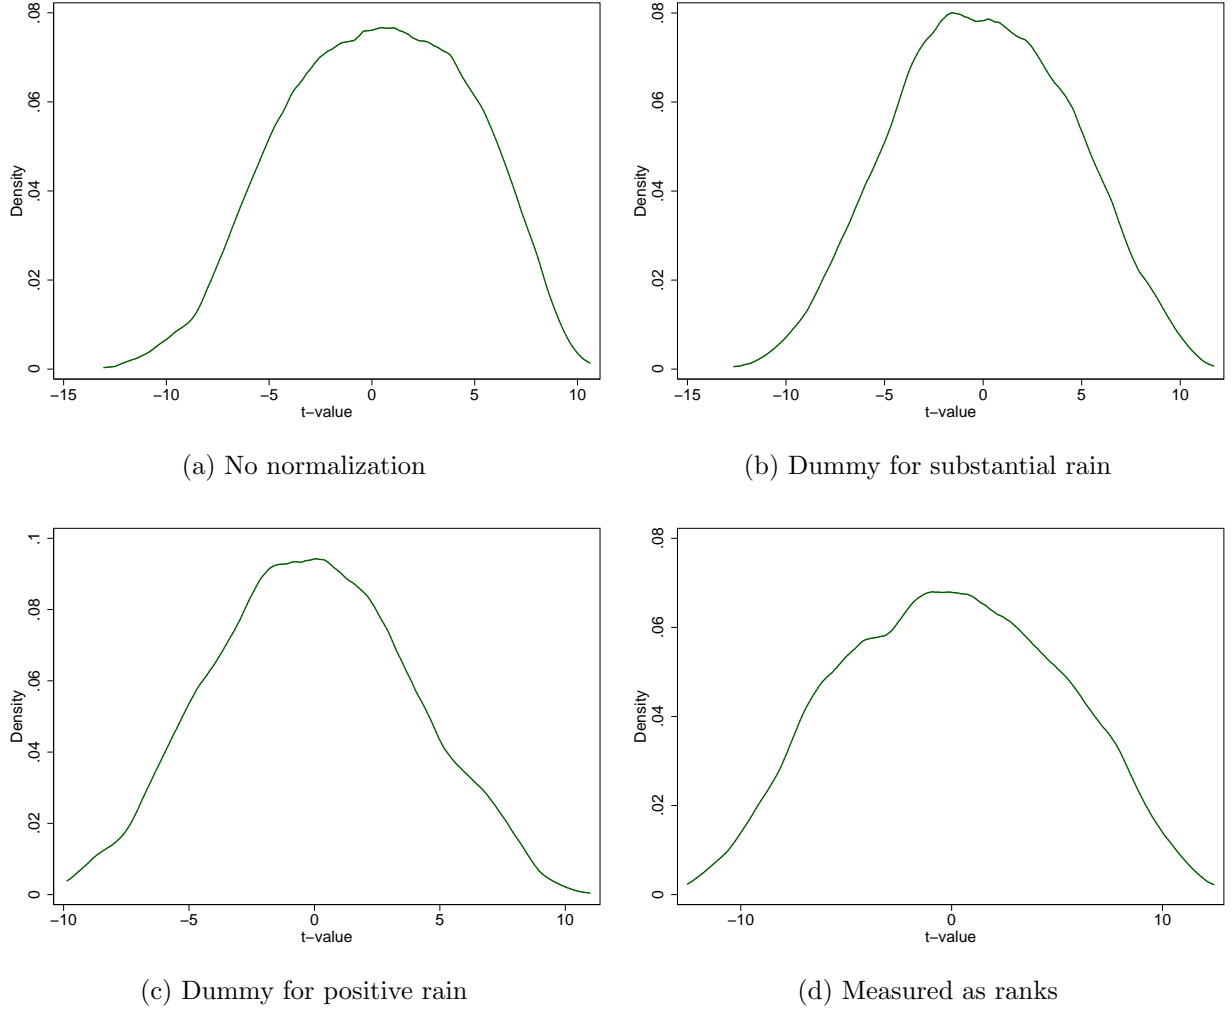 Density
.08
.06
.04
.02
0
−15 −10 −5 0 5 10
t−value
(a) No normalization
Density
.08
.06
.04
.02
0
−15 −10 −5 0 5 10
t−value
(b) Dummy for substantial rain
Density
.1
.08
.06
.04
.02
0
−10 −5 0 5 10
t−value
(c) Dummy for positive rain
Density
.08
.06
.04
.02
0
−10 0 10
t−value
(d) Measured as ranks